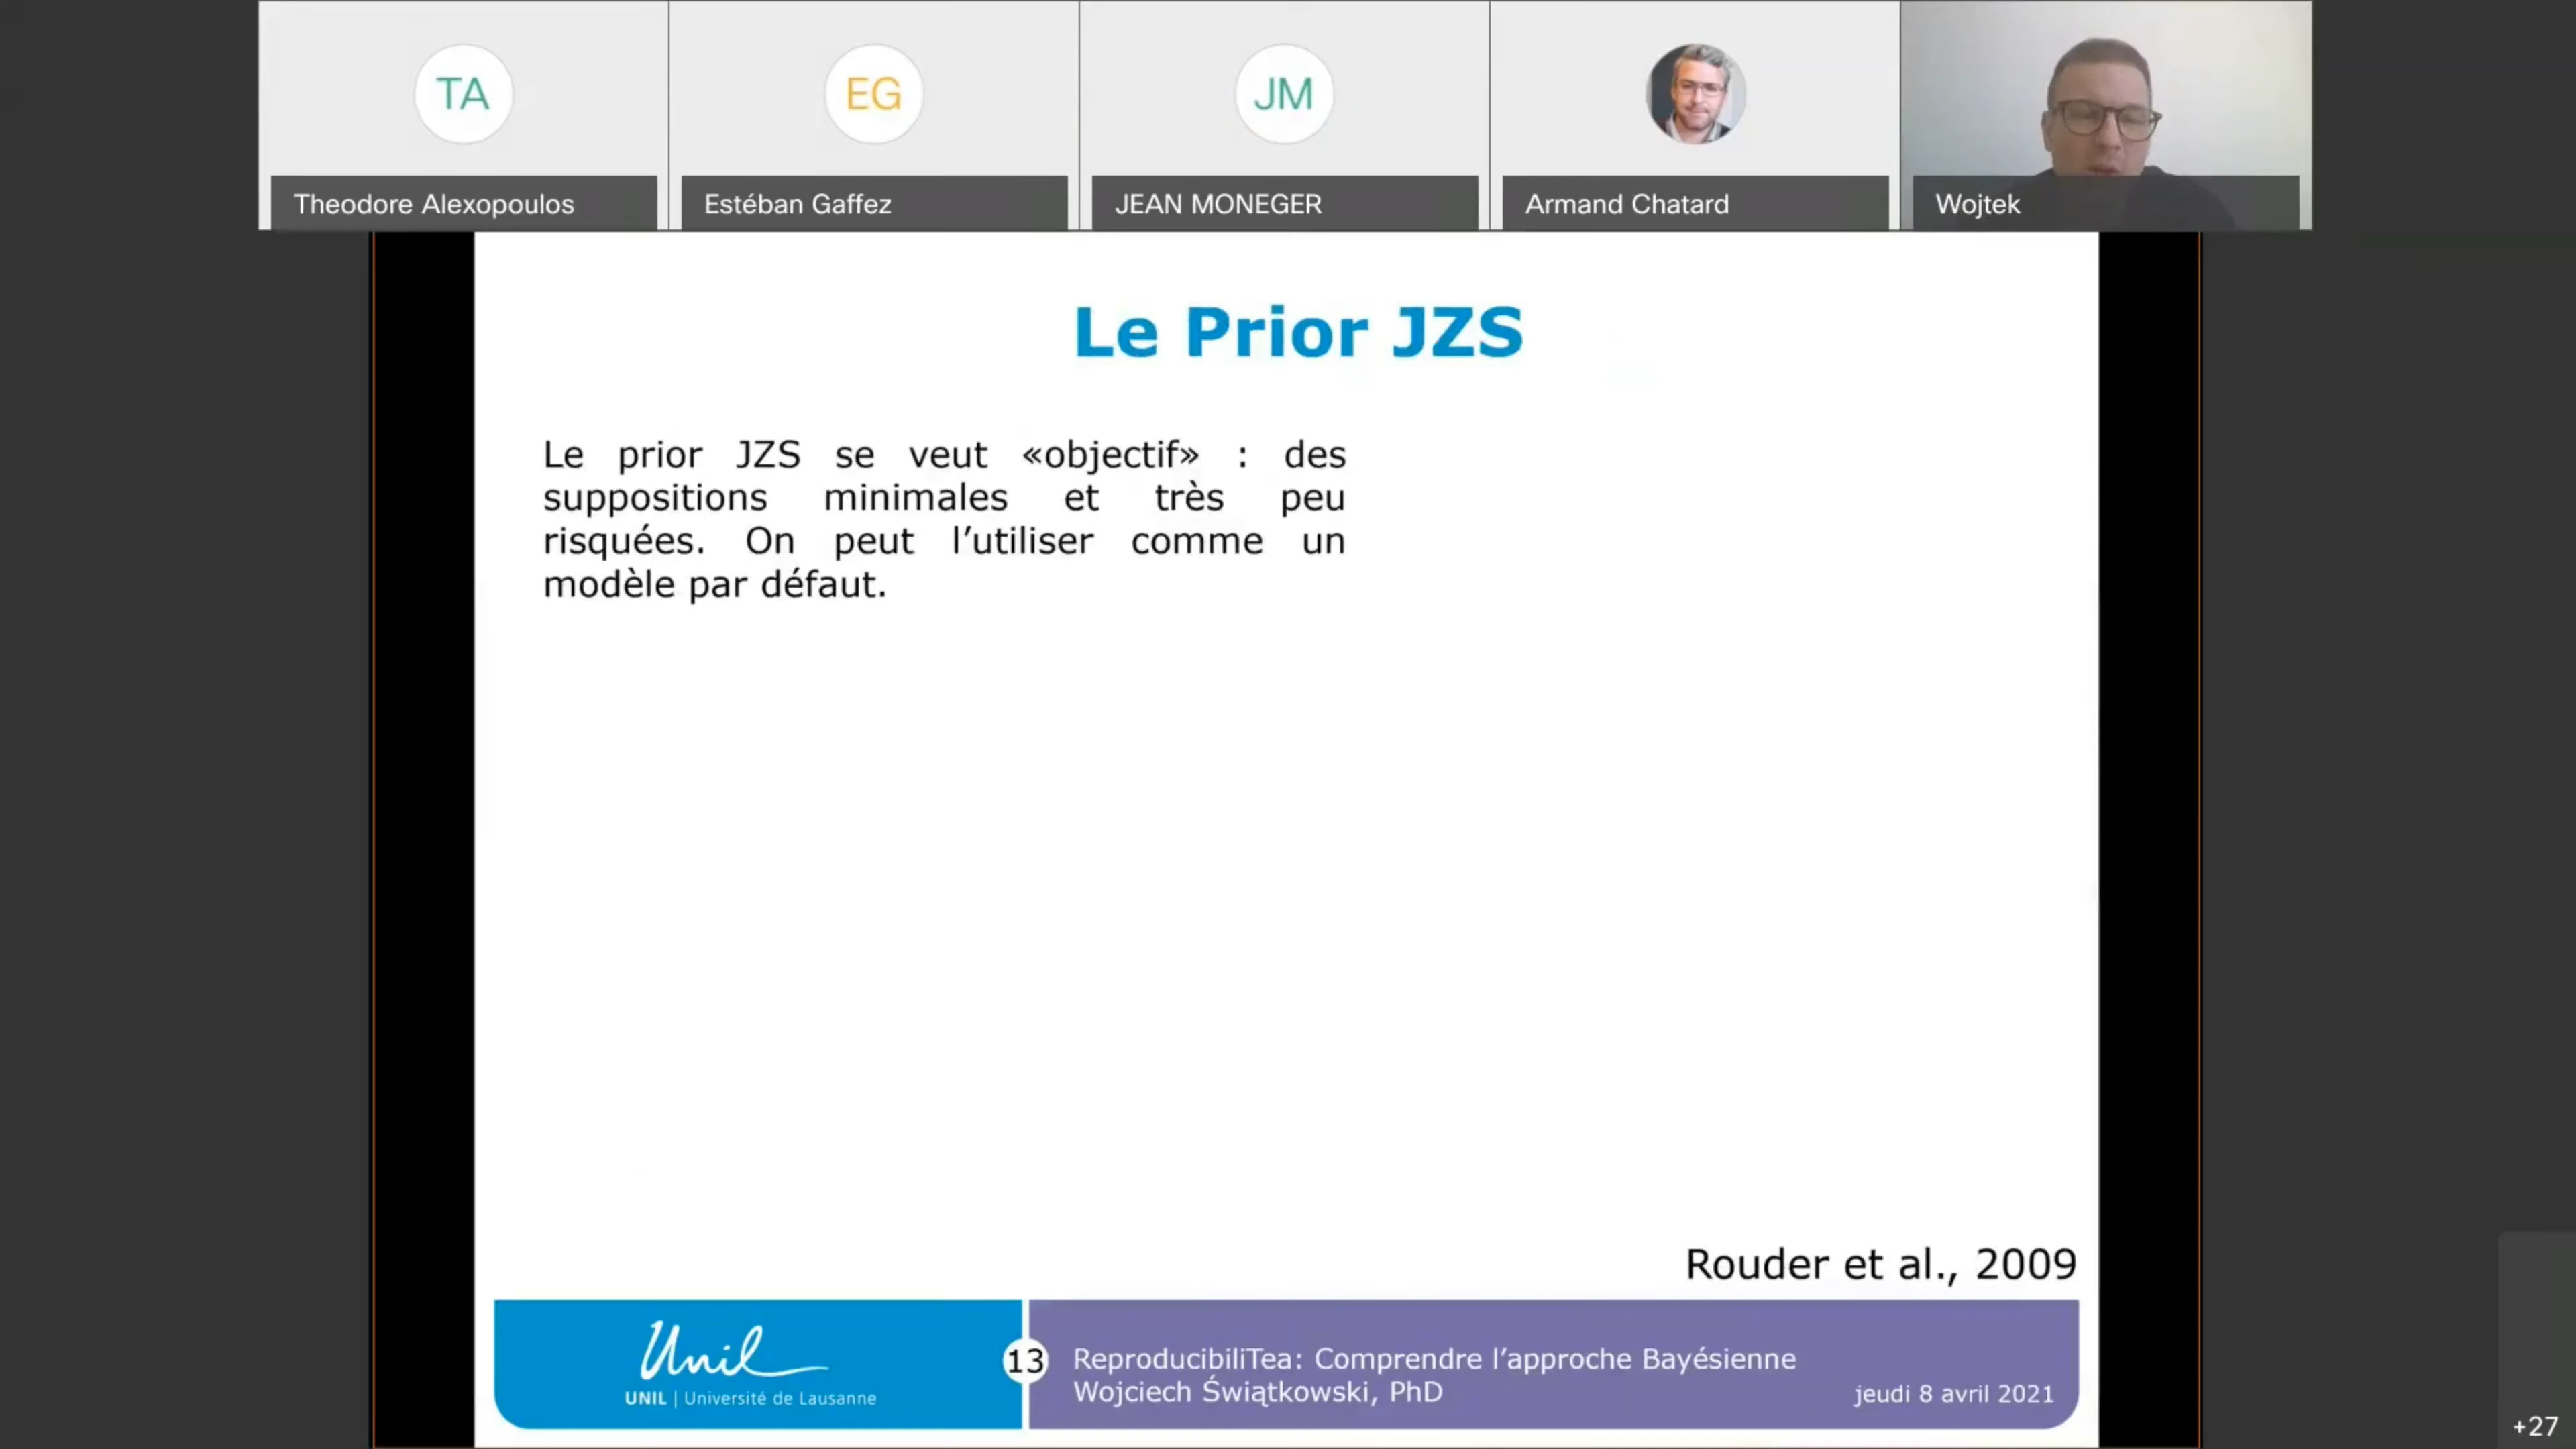 TA
EG
JM
Theodore Alexopoulos
Estéban Gaffez
JEAN MONEGER
Armand Chatard
Wojtek
Le Prior JZS
Le prior JZS se veut «objectif» : des
suppositions minimales et très peu
risquées. On peut l’utiliser comme un
modèle par défaut.
Rouder et al., 2009
Unil
UNIL | Université de Lausanne
13
ReproducibiliTea: Comprendre l’approche Bayésienne
Wojciech Świątkowski, PhD
jeudi 8 avril 2021
+27